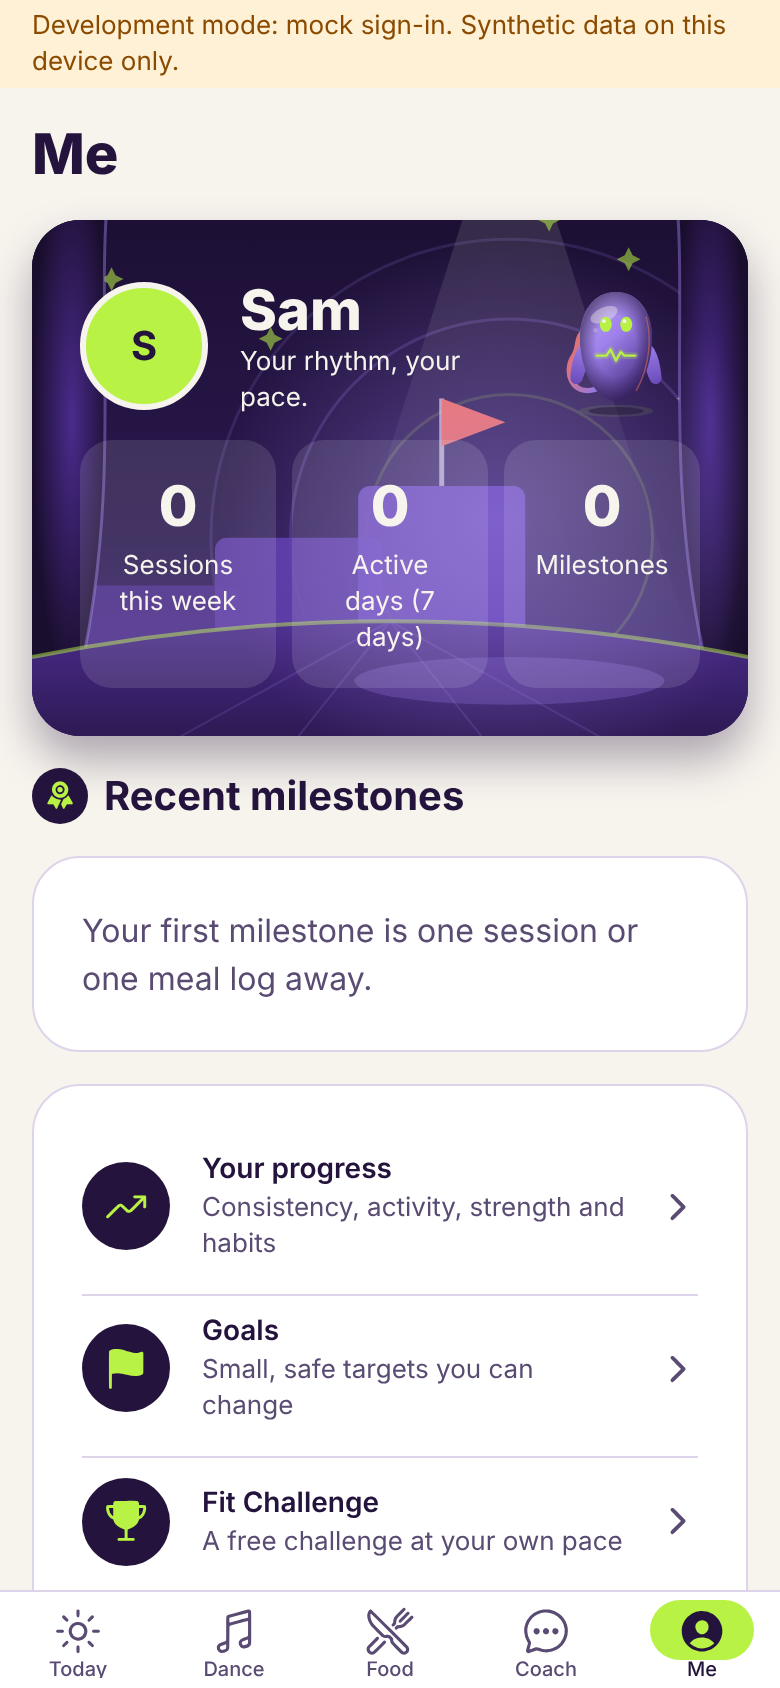 Development mode: mock sign-in. Synthetic data on this
device only.
Me
S
Sam
Your rhythm, your
pace.
0
Sessions
this week
0
Active
days (7
days)
0
Milestones
Recent milestones
Your first milestone is one session or
one meal log away.
Your progress
Consistency, activity, strength and
habits
Goals
Small, safe targets you can
change
Fit Challenge
A free challenge at your own pace
Today
Dance
Food
Coach
Me